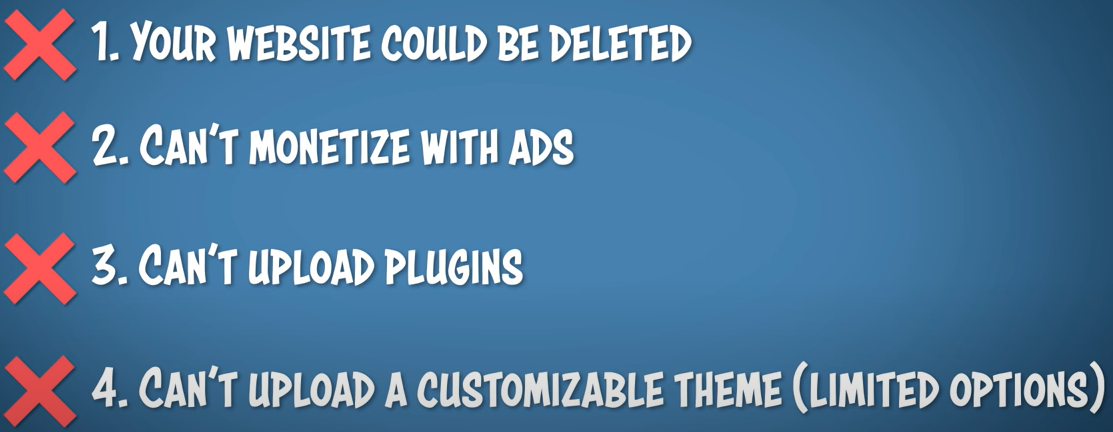 1. Your website could be deleted
2. Can't monetize with ads
3. Can't upload plugins
4. Can't upload a customizable theme (limited options)